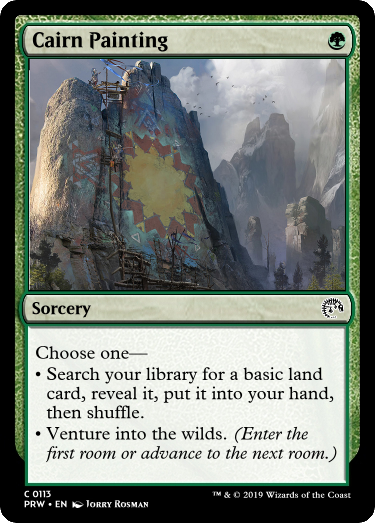 Cairn Painting
Sorcery
Choose one—
• Search your library for a basic land
card, reveal it, put it into your hand,
then shuffle.
• Venture into the wilds. (Enter the
first room or advance to the next room.)
C 0113
PRW • EN Jorry Rosman
™ & © 2019 Wizards of the Coast